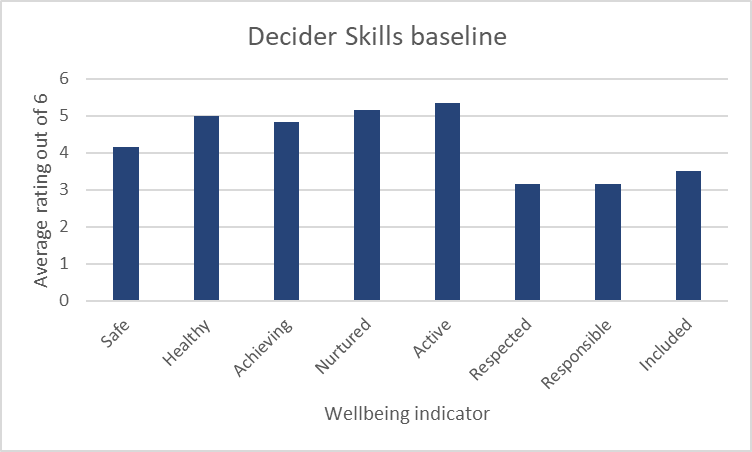 Decider Skills baseline
Average rating out of 6
6
5
4
3
2
1
0
Safe
Healthy
Achieving
Nurtured
Active
Respected
Responsible
Included
Wellbeing indicator